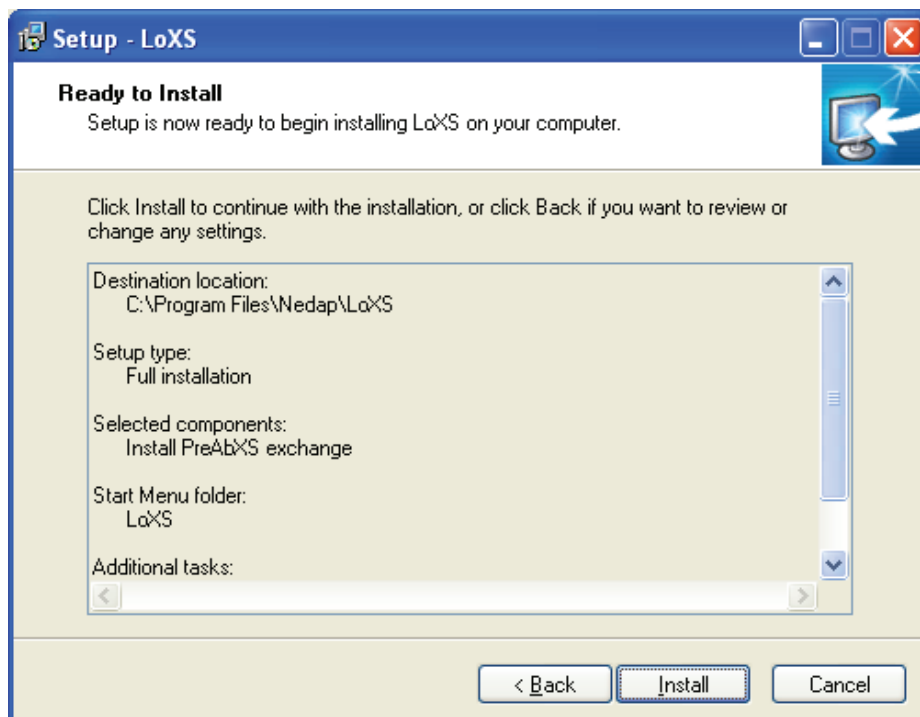 Setup - LoXS
Ready to Install
Setup is now ready to begin installing LoXS on your computer.
Click Install to continue with the installation, or click Back if you want to review or
change any settings.
Destination location:
C:\Program Files\Nedap\LoXS
Setup type:
Full installation
Selected components:
Install PreAbXS exchange
Start Menu folder:
LoXS
Additional tasks:
< Back
Install
Cancel